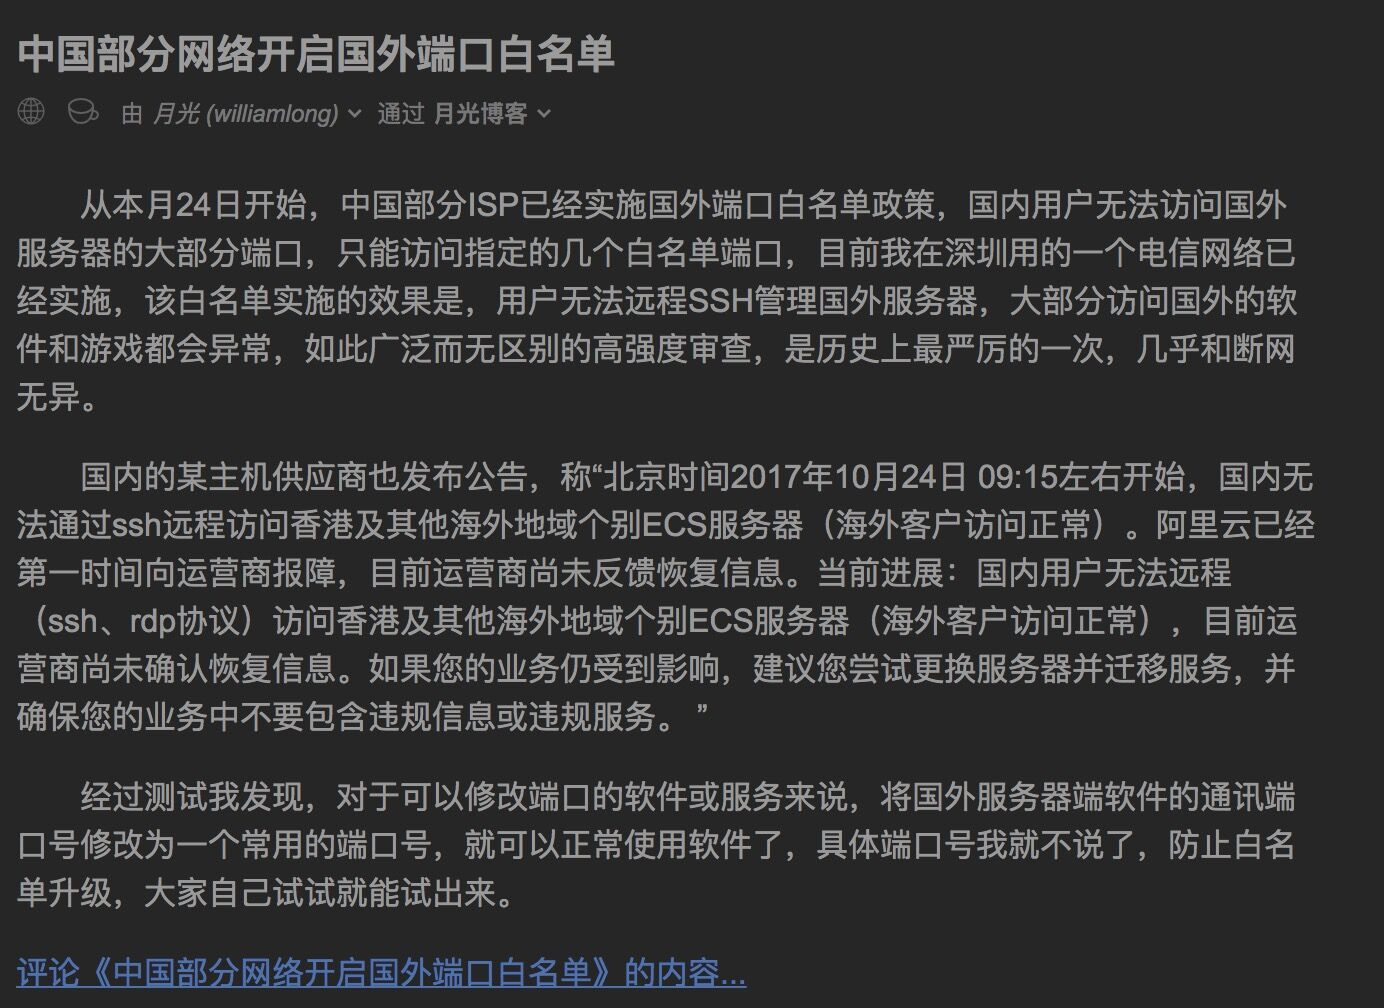 中国部分网络开启国外端口白名单
由 月光 (williamlong) 通过 月光博客
从本月24日开始，中国部分ISP已经实施国外端口白名单政策，国内用户无法访问国外
服务器的大部分端口，只能访问指定的几个白名单端口，目前我在深圳用的一个电信网络已
经实施，该白名单实施的效果是，用户无法远程SSH管理国外服务器，大部分访问国外的软
件和游戏都会异常，如此广泛而无区别的高强度审查，是历史上最严厉的一次，几乎和断网
无异。
国内的某主机供应商也发布公告，称“北京时间2017年10月24日 09:15左右开始，国内无
法通过ssh远程访问香港及其他海外地域个别ECS服务器（海外客户访问正常）。阿里云已经
第一时间向运营商报障，目前运营商尚未反馈恢复信息。当前进展：国内用户无法远程
（ssh、rdp协议）访问香港及其他海外地域个别ECS服务器（海外客户访问正常），目前运
营商尚未确认恢复信息。如果您的业务仍受到影响，建议您尝试更换服务器并迁移服务，并
确保您的业务中不要包含违规信息或违规服务。 ”
经过测试我发现，对于可以修改端口的软件或服务来说，将国外服务器端软件的通讯端
口号修改为一个常用的端口号，就可以正常使用软件了，具体端口号我就不说了，防止白名
单升级，大家自己试试就能试出来。
评论《中国部分网络开启国外端口白名单》的内容...